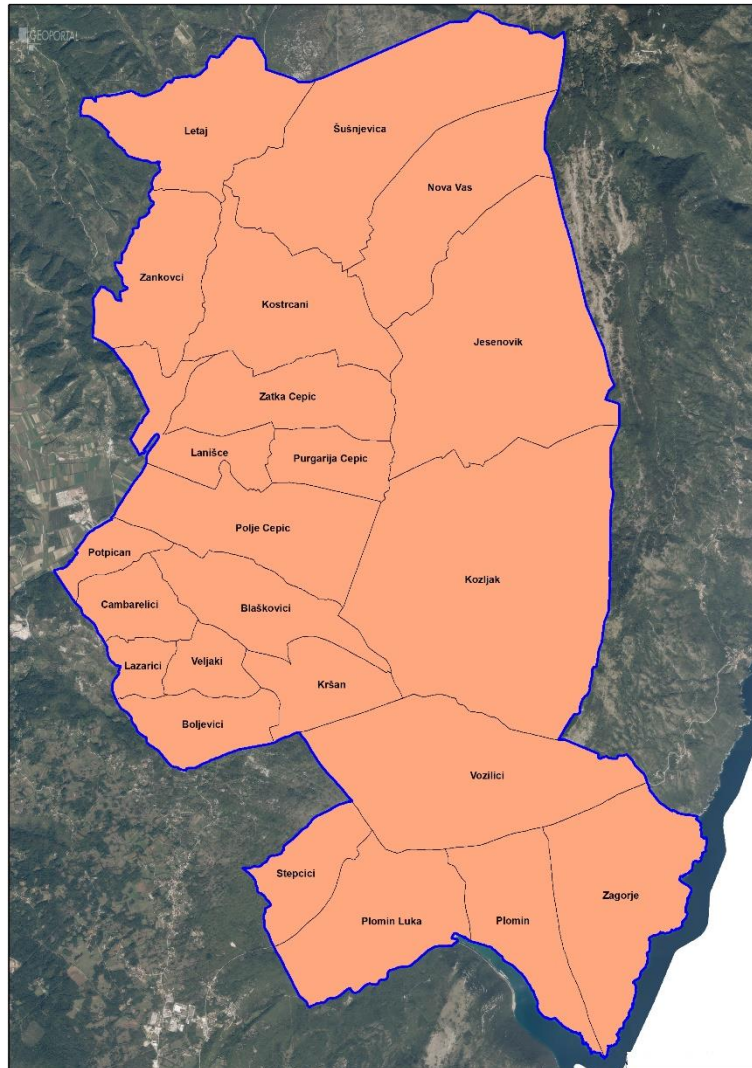 GEOPORTAL
Letaj
Šušnjevica
Nova Vas
Zankovci
Kostrcani
Jesenovik
Zatka Cepic
Lanišce
Purgarija Cepic
Polje Cepic
Potpican
Kozljak
Cambarelici
Blaškovici
Lazarici
Veljaki
Kršan
Boljevici
Vozilici
Stepcici
Zagorje
Plomin Luka
Plomin